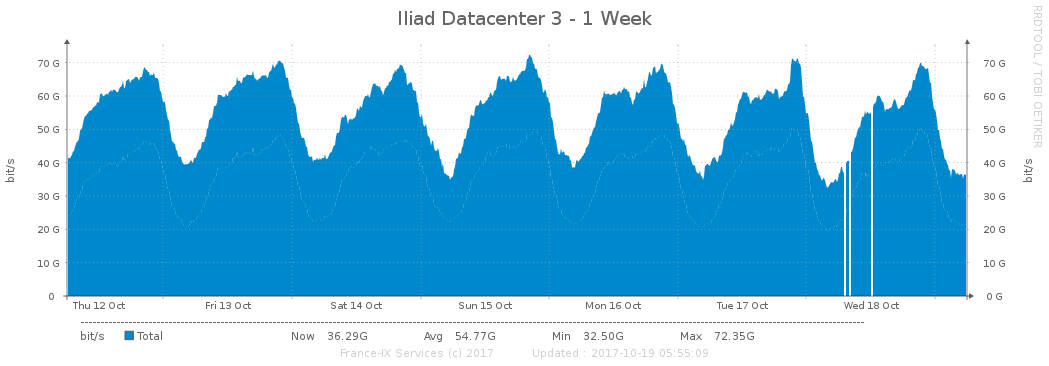 Iliad Datacenter 3 - 1 Week
RRDTOOL / TOBI OETIKER
bit/s
bit/s
70 G 70 G
60 G 60 G
50 G 50 G
40 G 40 G
30 G 30 G
20 G 20 G
10 G 10 G
0 0 G
Thu 12 Oct Fri 13 Oct Sat 14 Oct Sun 15 Oct Mon 16 Oct Tue 17 Oct Wed 18 Oct
bit/s Total Now 36.29G Avg 54.77G Min 32.50G Max 72.35G
France-IX Services (c) 2017 Updated : 2017-10-19 05:55:09